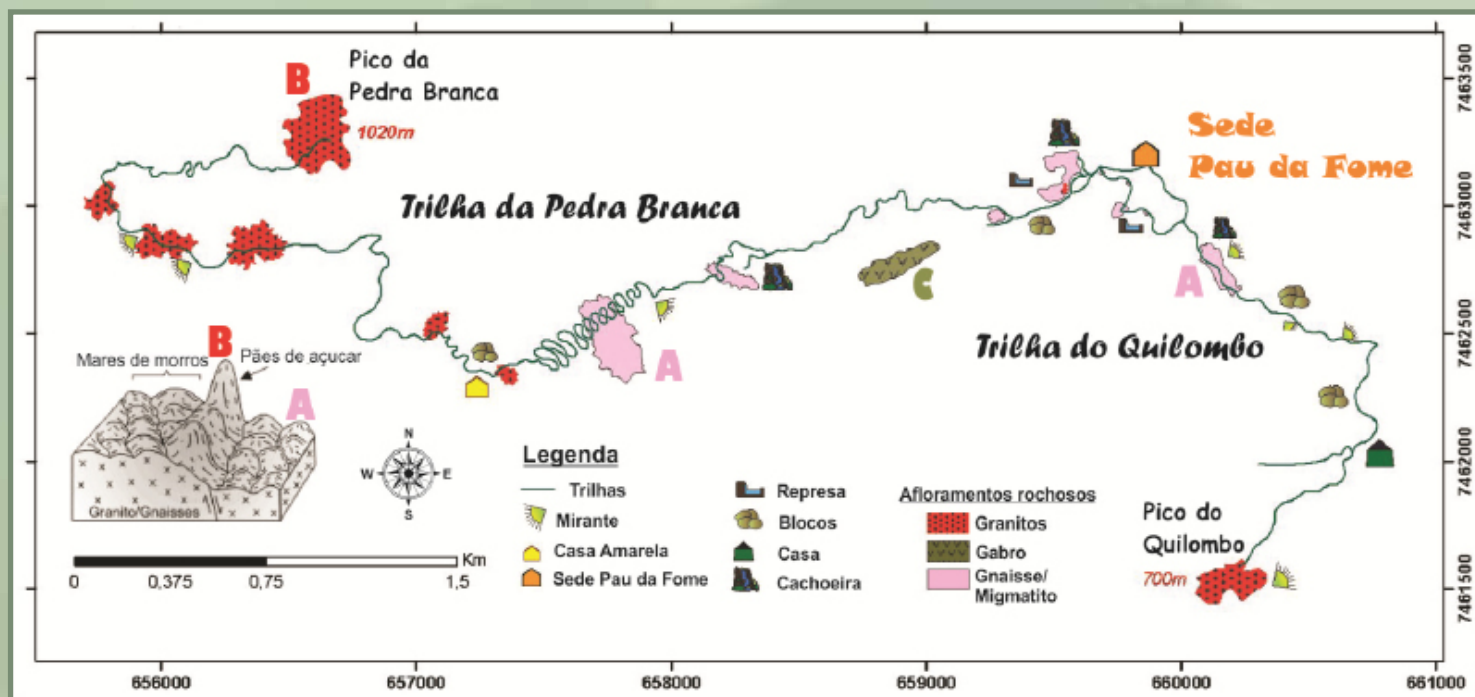 B
Pico da
Pedra Branca
1020m
Sede
Pau da Fome
Trilha da Pedra Branca
C
A
A
Trilha do Quilombo
B
Mares de morros
Pães de açucar
A
Granito/Gnaisses
N
W
E
S
Km
0
0,375
0,75
1,5
Legenda
Trilhas
Mirante
Casa Amarela
Sede Pau da Fome
Represa
Blocos
Casa
Cachoeira
Afloramentos rochosos
Granitos
Gabro
Gnaisse/
Migmatito
Pico do
Quilombo
700m
7463500
7463000
7462500
7462000
7461500
656000
657000
658000
659000
660000
661000